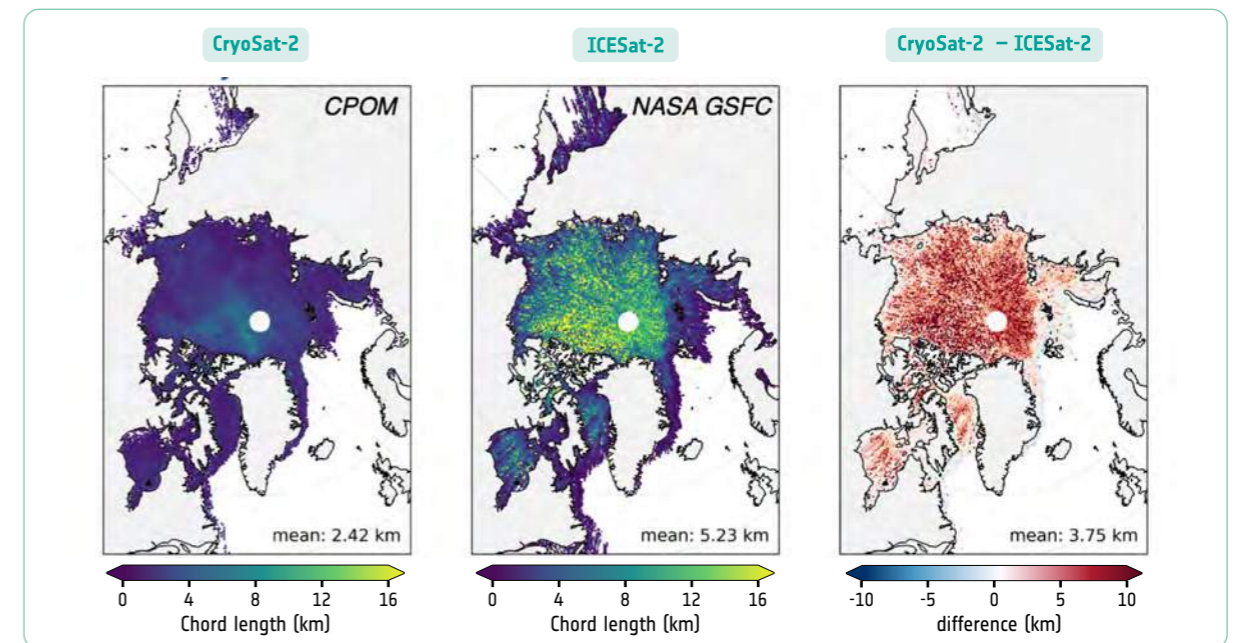 CryoSat-2
ICESat-2
CryoSat-2 – ICESat-2
CPOM
NASA GSFC
mean: 2.42 km
mean: 5.23 km
mean: 3.75 km
0 4 8 12 16
0 4 8 12 16
-10 -5 0 5 10
Chord length (km)
Chord length (km)
difference (km)